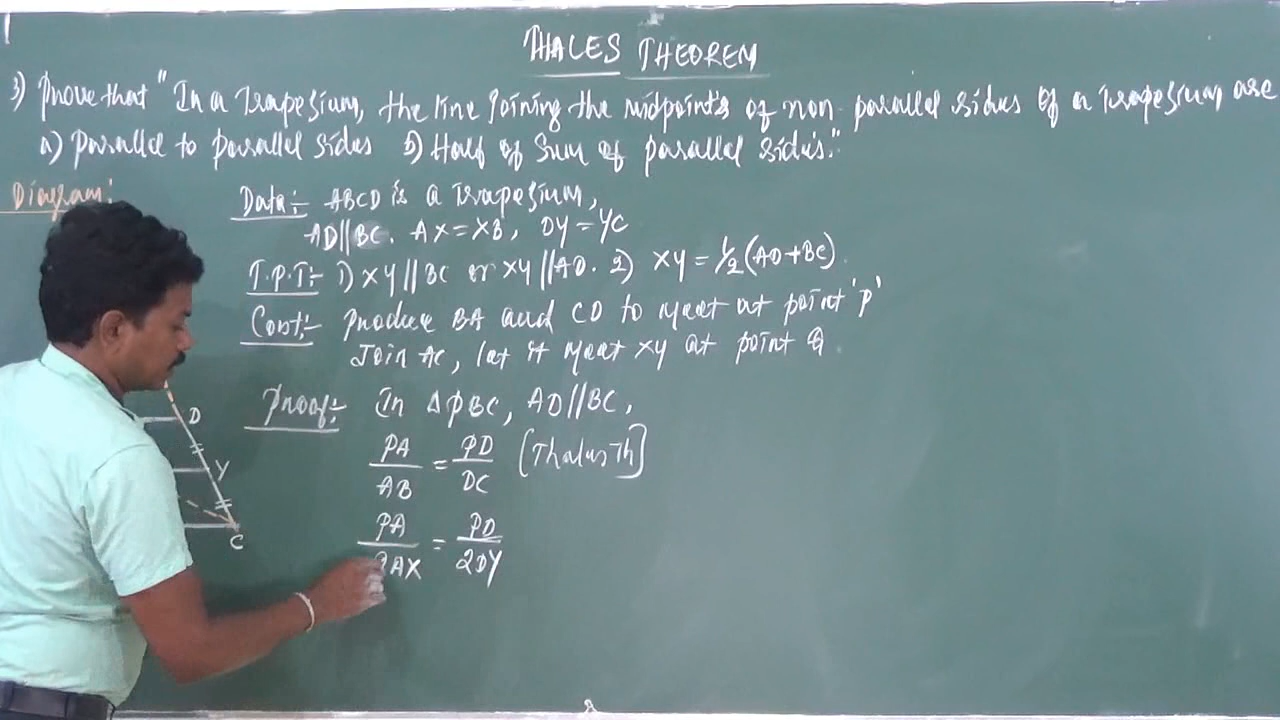 THALES THEOREM
3) Prove that "In a Trapezium, the line joining the midpoints of non-parallel sides of a Trapezium are
a) Parallel to parallel sides b) Half of sum of parallel sides."
Diagram:
Data:- ABCD is a Trapezium,
AD||BC. AX=XB, DY=YC
T.P.T:- 1) XY||BC or XY||AD. 2) XY=1/2(AD+BC).
Const:- Produce BA and CD to meet at point 'P'
Join AC, let it meet XY at point Q.
Proof:- In ΔPBC, AD||BC,
PA/AB = PD/DC [Thales Th]
PA/2AX = PD/2DY
D
Y
C